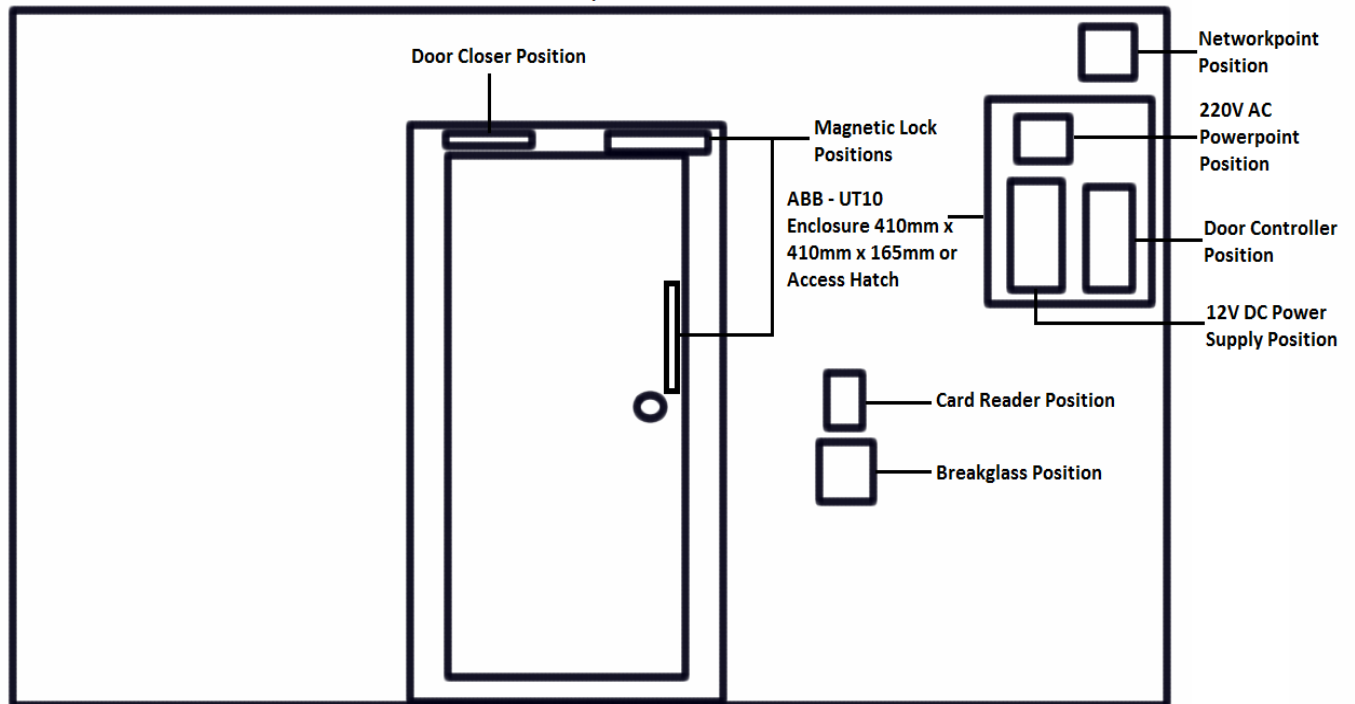 Door Closer Position
Magnetic Lock
Positions
ABB - UT10
Enclosure 410mm x
410mm x 165mm or
Access Hatch
Networkpoint
Position
220V AC
Powerpoint
Position
Door Controller
Position
12V DC Power
Supply Position
Card Reader Position
Breakglass Position